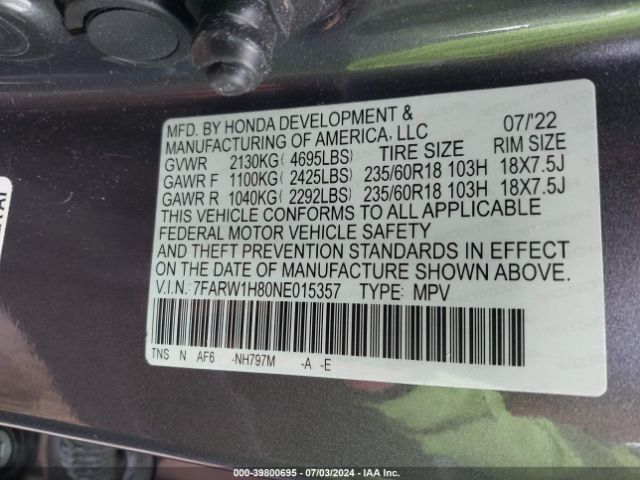 MFD. BY HONDA DEVELOPMENT & 07/'22
MANUFACTURING OF AMERICA, LLC
GVWR 2130KG( 4695LBS) TIRE SIZE RIM SIZE
GAWR F 1100KG( 2425LBS) 235/60R18 103H 18X7.5J
GAWR R 1040KG( 2292LBS) 235/60R18 103H 18X7.5J
THIS VEHICLE CONFORMS TO ALL APPLICABLE
FEDERAL MOTOR VEHICLE SAFETY
AND THEFT PREVENTION STANDARDS IN EFFECT
ON THE DATE OF MANUFACTURE SHOWN ABOVE.
V.I.N.: 7FARW1H80NE015357 TYPE: MPV
TNS N AF6 -NH797M -A -E
000-39800695 - 07/03/2024 - IAA Inc.